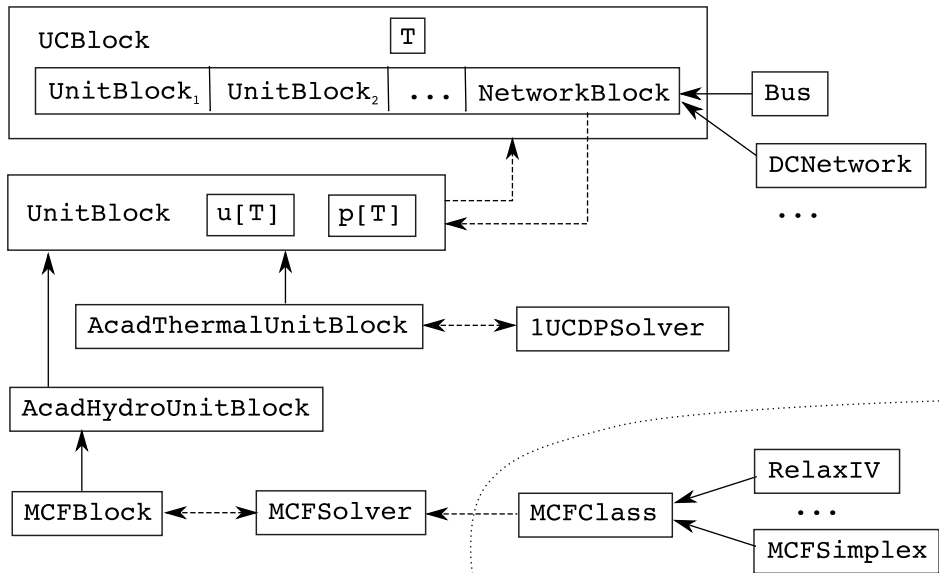 UCBlock
T
UnitBlock₁
UnitBlock₂
...
NetworkBlock
Bus
DCNetwork
...
UnitBlock
u[T]
p[T]
AcadThermalUnitBlock
1UCDPSolver
AcadHydroUnitBlock
RelaxIV
...
MCFBlock
MCFSolver
MCFClass
MCFSimplex